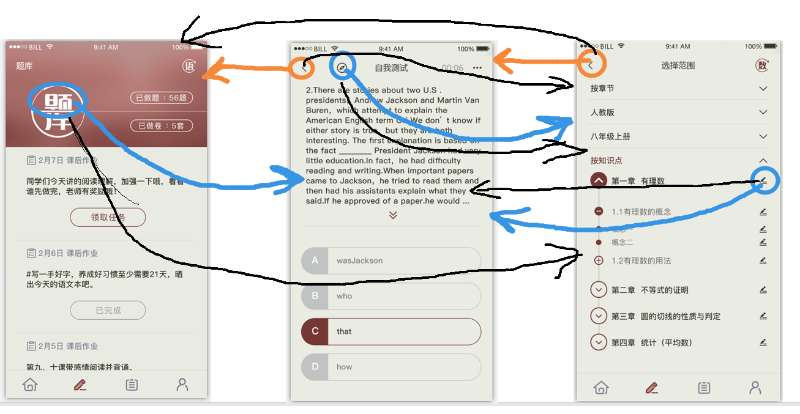 ●●●○○ BILL 9:41 AM 100%
题库
语
题库
已做题:56题
已做卷:5套
2月7日 课后作业
同学们今天讲的阅读理解,加强一下哦,看看
谁先做完,老师有奖励哦!
领取任务
2月6日 课后作业
#写一手好字,养成好习惯至少需要21天,晒
出今天的语文本吧。
已完成
2月5日 课后作业
第九、十课带感情阅读并音诵。
●●○○ BILL 9:41 AM 100%
自我测试
00:06
2.There are stories about two U.S .
presidents, Andrew Jackson and Martin Van
Buren, which attempt to explain the
American English term OK.We don't know if
either story is true, but they are both
interesting. The first explanation is based on
the fact ______ President Jackson had very
little education.In fact, he had difficulty
reading and writing.When important papers
came to Jackson, he tried to read them and
then had his assistants explain what they
said.If he approved of a paper.he would ...
A wasJackson
B who
C that
D how
●●●○○ BILL 9:41 AM 100%
选择范围
数
按章节
人教版
八年级上册
按知识点
第一章 有理数
1.1有理数的概念
概念二
1.2有理数的用法
第二章 不等式的证明
第三章 圆的切线的性质与判定
第四章 统计(平均数)